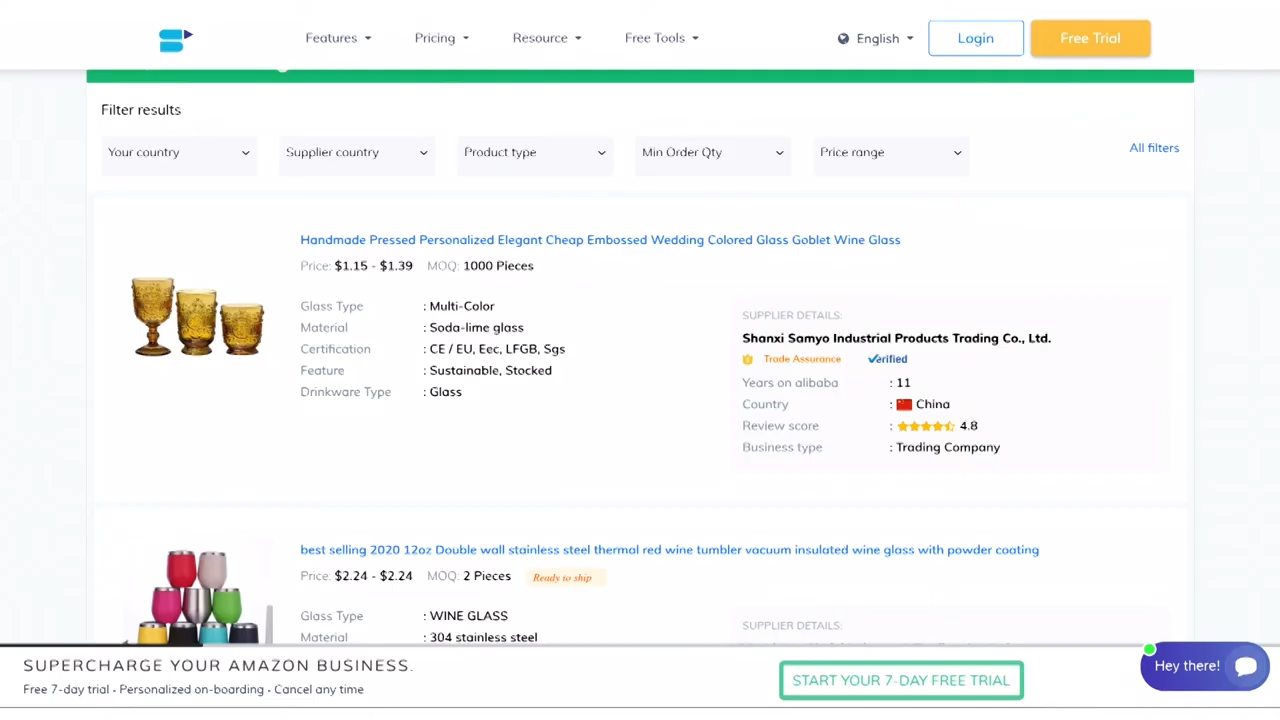 Features
Pricing
Resource
Free Tools
English
Login
Free Trial
Filter results
Your country
Supplier country
Product type
Min Order Qty
Price range
All filters
Handmade Pressed Personalized Elegant Cheap Embossed Wedding Colored Glass Goblet Wine Glass
Price: $1.15 - $1.39 MOQ: 1000 Pieces
Glass Type : Multi-Color
Material : Soda-lime glass
Certification : CE / EU, Eec, LFGB, Sgs
Feature : Sustainable, Stocked
Drinkware Type : Glass
SUPPLIER DETAILS:
Shanxi Samyo Industrial Products Trading Co., Ltd.
Trade Assurance Verified
Years on alibaba : 11
Country : China
Review score : 4.8
Business type : Trading Company
best selling 2020 12oz Double wall stainless steel thermal red wine tumbler vacuum insulated wine glass with powder coating
Price: $2.24 - $2.24 MOQ: 2 Pieces Ready to ship
Glass Type : WINE GLASS
Material : 304 stainless steel
SUPPLIER DETAILS:
SUPERCHARGE YOUR AMAZON BUSINESS.
Free 7-day trial • Personalized on-boarding • Cancel any time
START YOUR 7-DAY FREE TRIAL
Hey there!